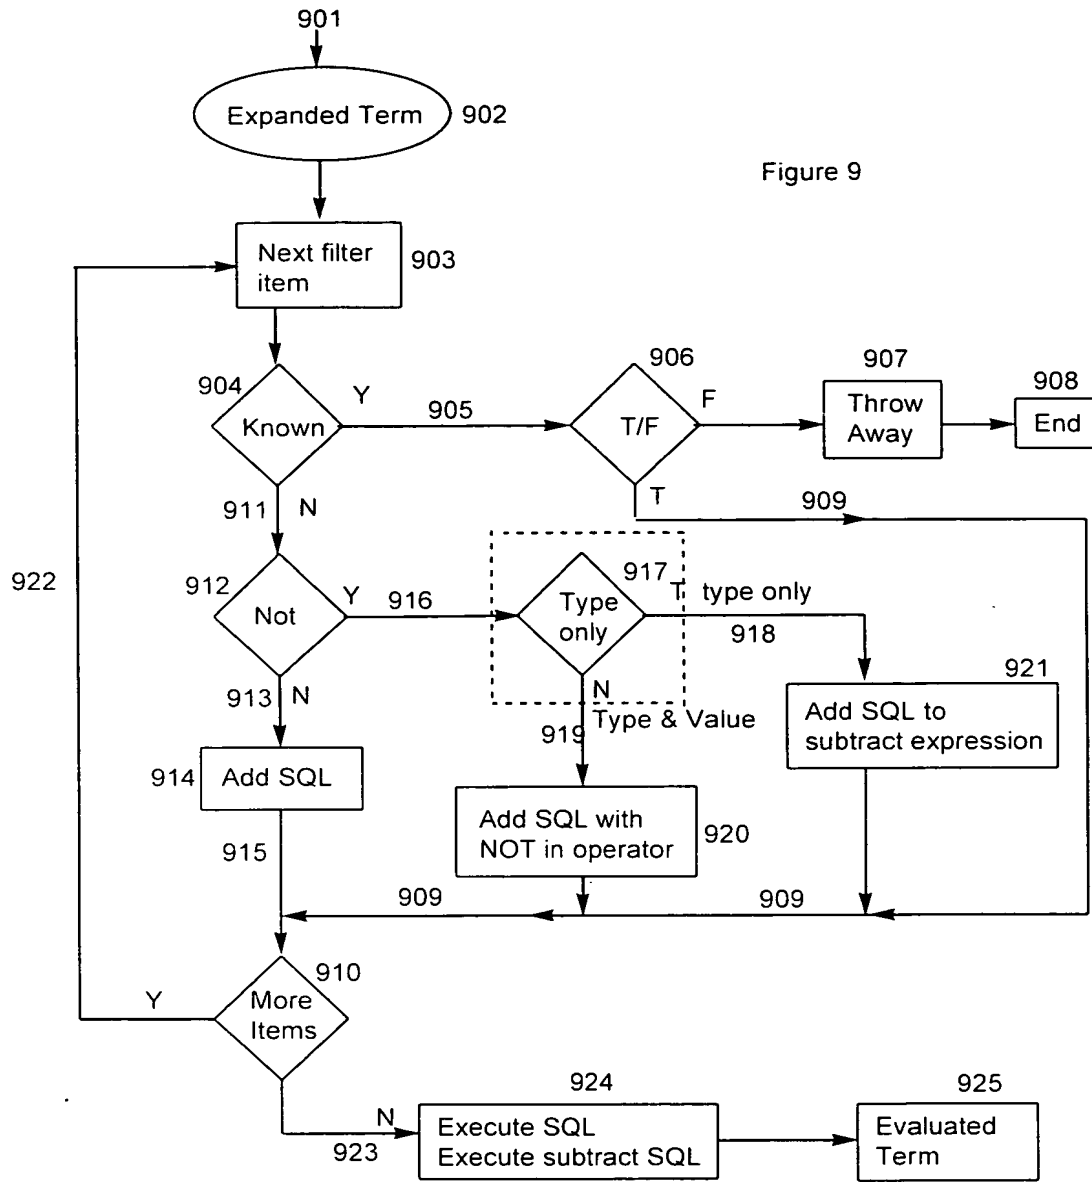 901
Expanded Term
902
Figure 9
Next filter
item
903
904
Known
Y
905
906
T/F
F
907
Throw
Away
908
End
T
909
911
N
912
Not
Y
916
917
Type
only
T type only
918
922
913
N
N
Type & Value
919
921
Add SQL to
subtract expression
914
Add SQL
Add SQL with
NOT in operator
920
915
909
909
910
More
Items
Y
N
923
924
Execute SQL
Execute subtract SQL
925
Evaluated
Term